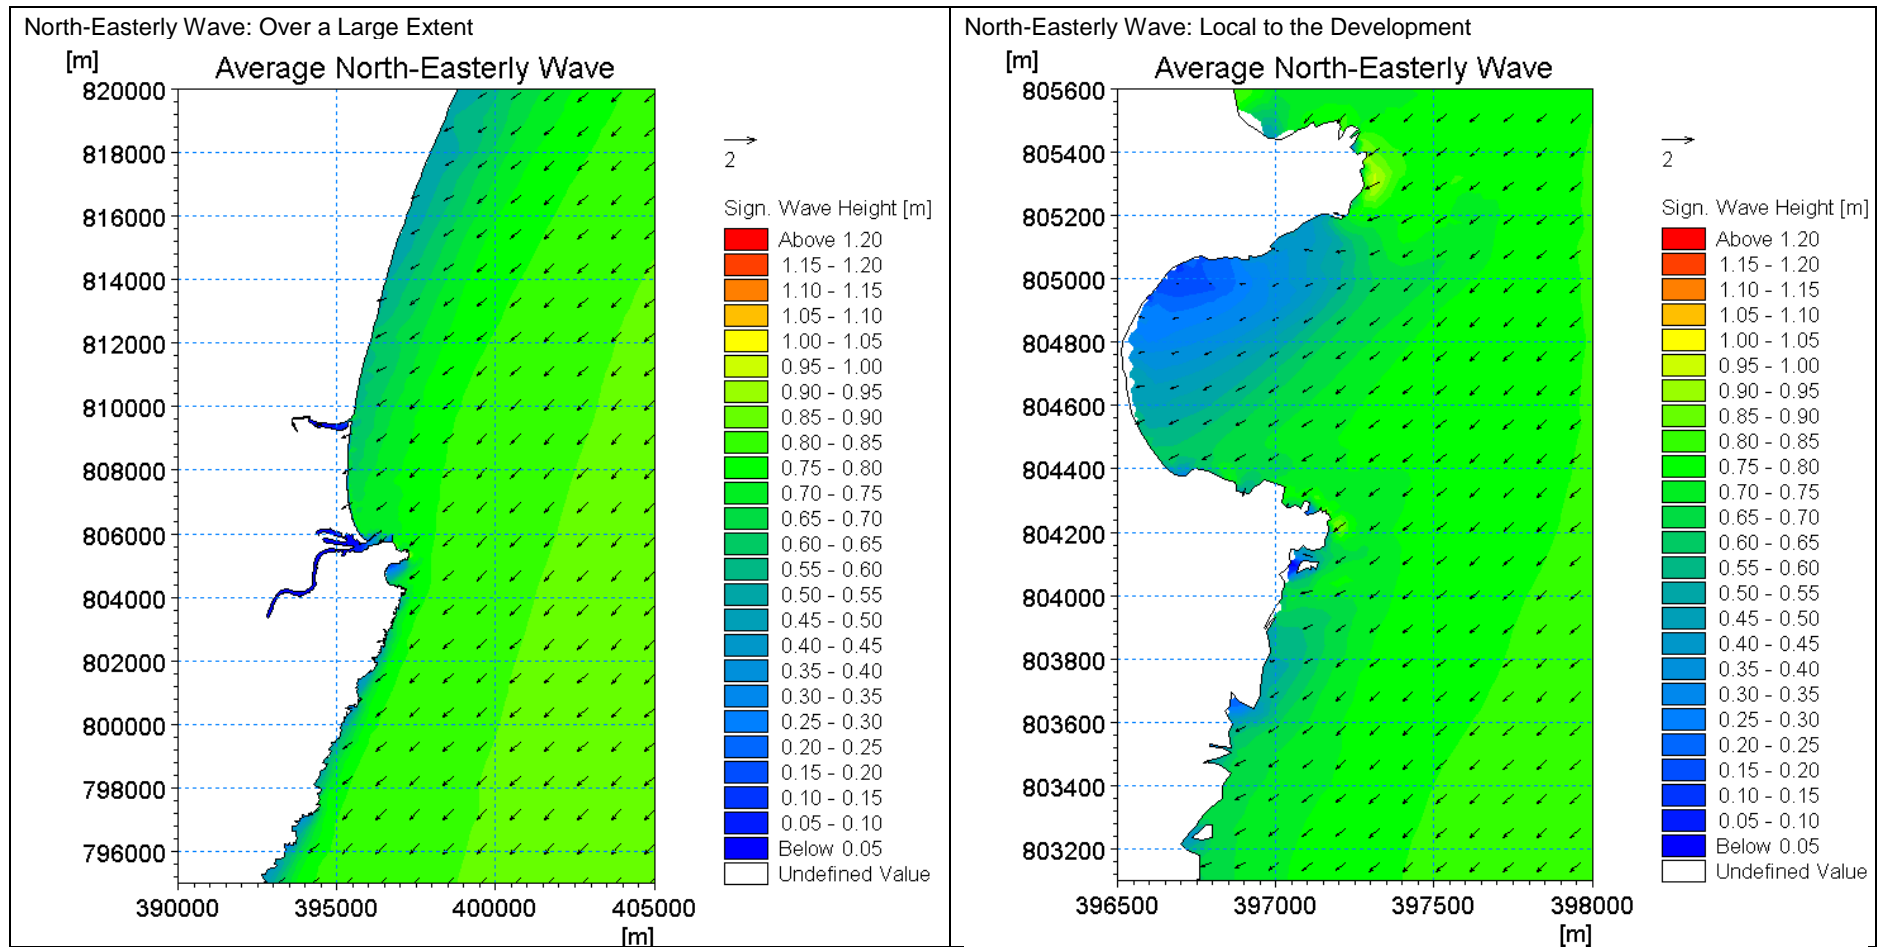 North-Easterly Wave: Over a Large Extent
[m]
Average North-Easterly Wave
820000
818000
816000
814000
812000
810000
808000
806000
804000
802000
800000
798000
796000
390000 395000 400000 405000
[m]
2
Sign. Wave Height [m]
Above 1.20
1.15 - 1.20
1.10 - 1.15
1.05 - 1.10
1.00 - 1.05
0.95 - 1.00
0.90 - 0.95
0.85 - 0.90
0.80 - 0.85
0.75 - 0.80
0.70 - 0.75
0.65 - 0.70
0.60 - 0.65
0.55 - 0.60
0.50 - 0.55
0.45 - 0.50
0.40 - 0.45
0.35 - 0.40
0.30 - 0.35
0.25 - 0.30
0.20 - 0.25
0.15 - 0.20
0.10 - 0.15
0.05 - 0.10
Below 0.05
Undefined Value
North-Easterly Wave: Local to the Development
[m]
Average North-Easterly Wave
805600
805400
805200
805000
804800
804600
804400
804200
804000
803800
803600
803400
803200
396500 397000 397500 398000
[m]
2
Sign. Wave Height [m]
Above 1.20
1.15 - 1.20
1.10 - 1.15
1.05 - 1.10
1.00 - 1.05
0.95 - 1.00
0.90 - 0.95
0.85 - 0.90
0.80 - 0.85
0.75 - 0.80
0.70 - 0.75
0.65 - 0.70
0.60 - 0.65
0.55 - 0.60
0.50 - 0.55
0.45 - 0.50
0.40 - 0.45
0.35 - 0.40
0.30 - 0.35
0.25 - 0.30
0.20 - 0.25
0.15 - 0.20
0.10 - 0.15
0.05 - 0.10
Below 0.05
Undefined Value